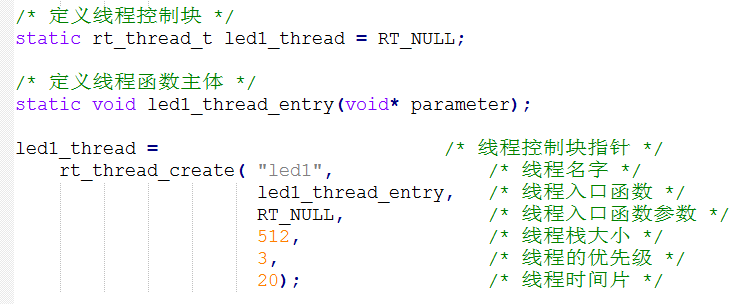 /* 定义线程控制块 */
static rt_thread_t led1_thread = RT_NULL;
/* 定义线程函数主体 */
static void led1_thread_entry(void* parameter);
led1_thread = /* 线程控制块指针 */
rt_thread_create( "led1", /* 线程名字 */
led1_thread_entry, /* 线程入口函数 */
RT_NULL, /* 线程入口函数参数 */
512, /* 线程栈大小 */
3, /* 线程的优先级 */
20); /* 线程时间片 */